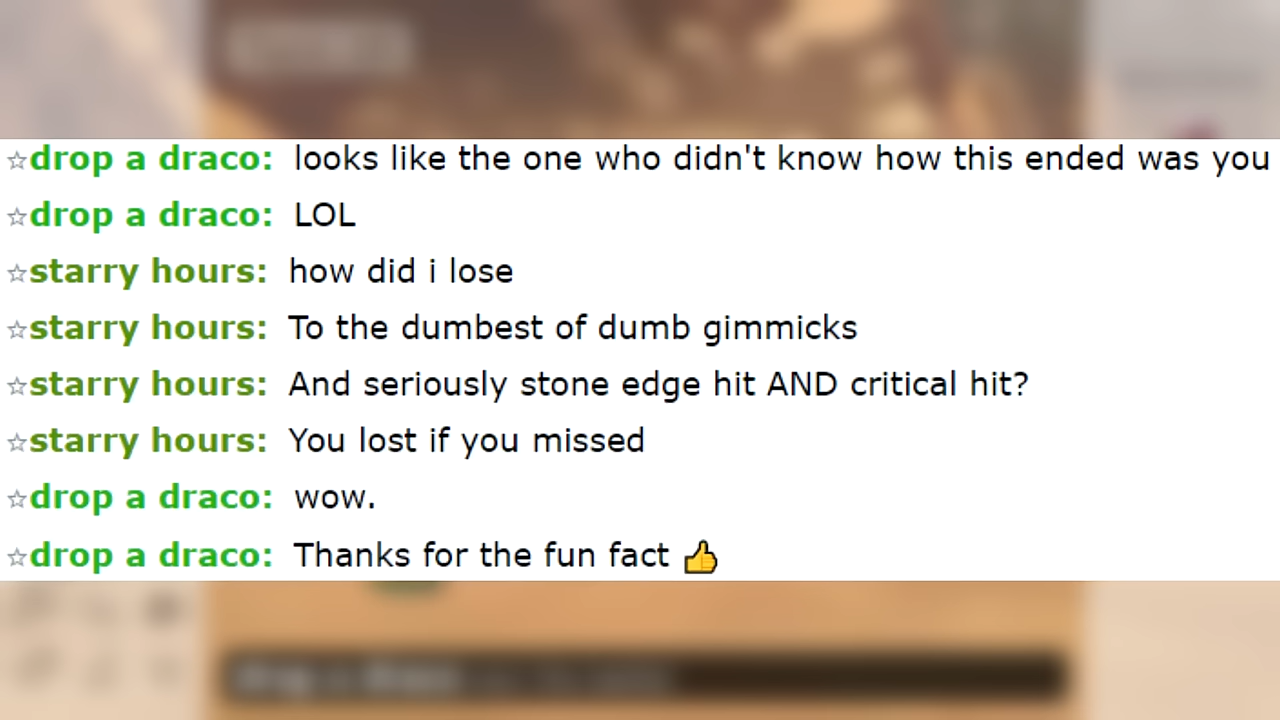 ☆drop a draco: looks like the one who didn't know how this ended was you
☆drop a draco: LOL
☆starry hours: how did i lose
☆starry hours: To the dumbest of dumb gimmicks
☆starry hours: And seriously stone edge hit AND critical hit?
☆starry hours: You lost if you missed
☆drop a draco: wow.
☆drop a draco: Thanks for the fun fact 👍